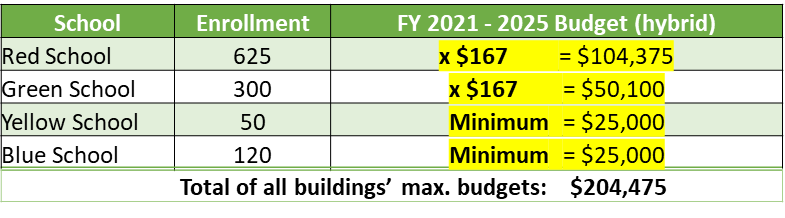 School Enrollment FY 2021 - 2025 Budget (hybrid)
Red School 625 x $167 = $104,375
Green School 300 x $167 = $50,100
Yellow School 50 Minimum = $25,000
Blue School 120 Minimum = $25,000
Total of all buildings’ max. budgets: $204,475